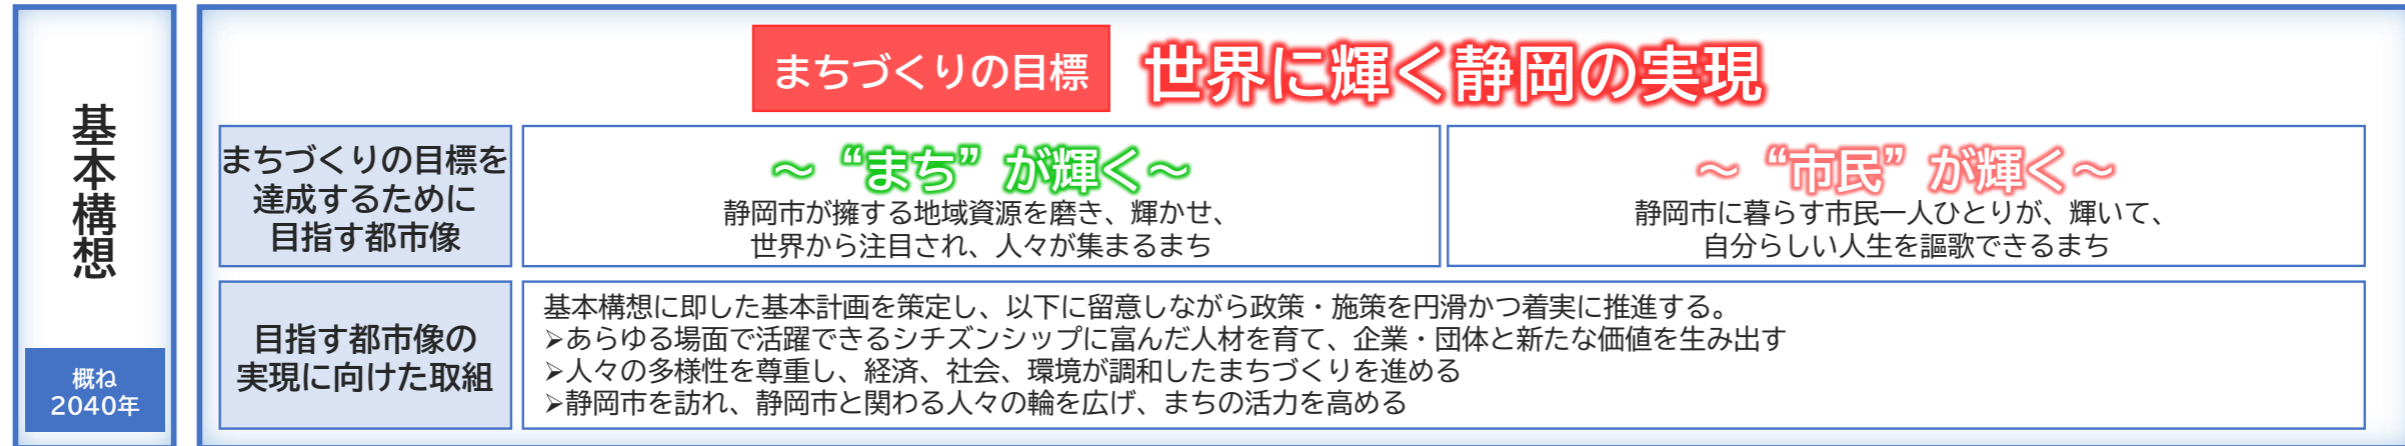 基本構想
概ね
2040年
まちづくりの目標
世界に輝く静岡の実現
まちづくりの目標を
達成するために
目指す都市像
～“まち”が輝く～
静岡市が擁する地域資源を磨き、輝かせ、
世界から注目され、人々が集まるまち
～“市民”が輝く～
静岡市に暮らす市民一人ひとりが、輝いて、
自分らしい人生を謳歌できるまち
目指す都市像の
実現に向けた取組
基本構想に即した基本計画を策定し、以下に留意しながら政策・施策を円滑かつ着実に推進する。
➢あらゆる場面で活躍できるシチズンシップに富んだ人材を育て、企業・団体と新たな価値を生み出す
➢人々の多様性を尊重し、経済、社会、環境が調和したまちづくりを進める
➢静岡市を訪れ、静岡市と関わる人々の輪を広げ、まちの活力を高める